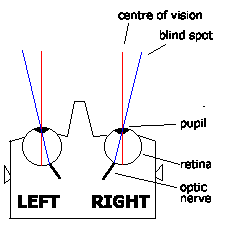 centre of vision
blind spot
pupil
retina
optic
nerve
LEFT RIGHT